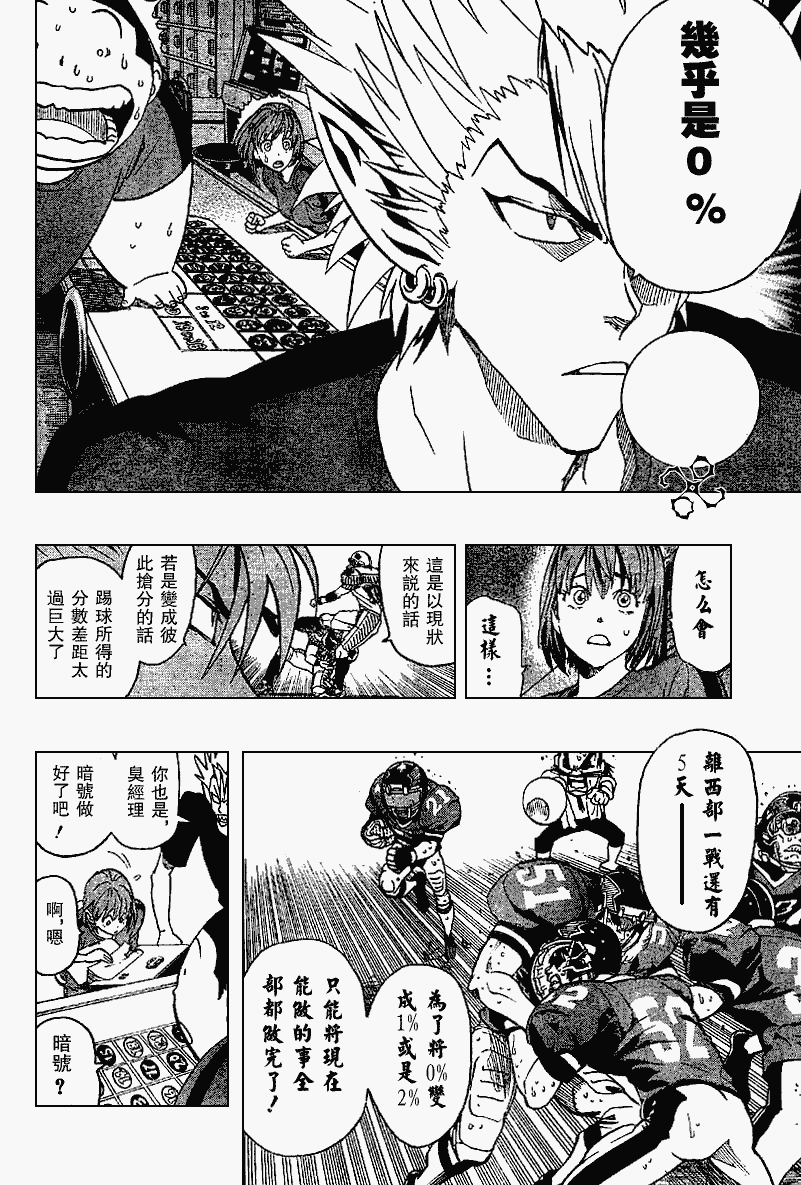 幾乎是0%
怎么會
這樣…
這是以現狀
來説的話
若是變成彼
此搶分的話
踢球所得的
分數差距太
過巨大了
離西部一戰還有
5天——
為了將0%變
成1%或是
2%
只能將現在
能做的事全
部都做完了!
21
51
52
你也是,
臭經理
暗號做
好了吧!
啊,嗯
暗號?